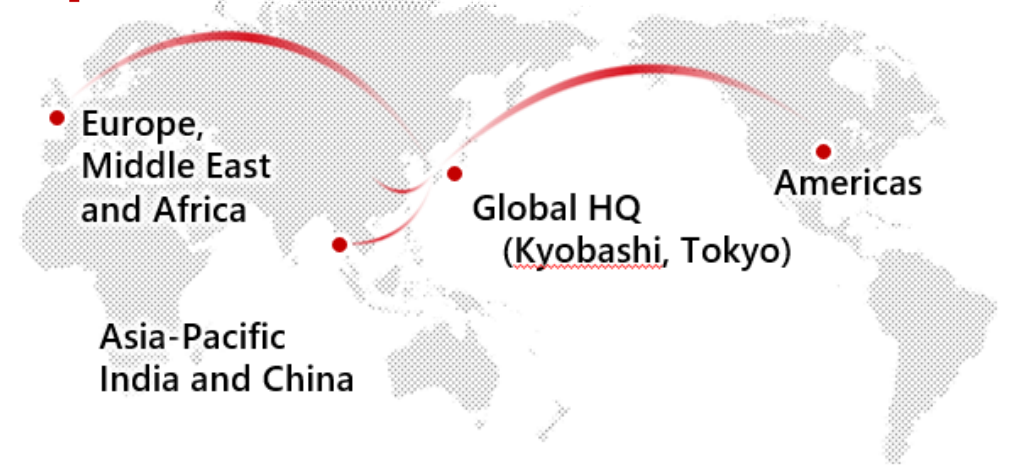 Europe,
Middle East
and Africa
Americas
Global HQ
(Kyobashi, Tokyo)
Asia-Pacific
India and China